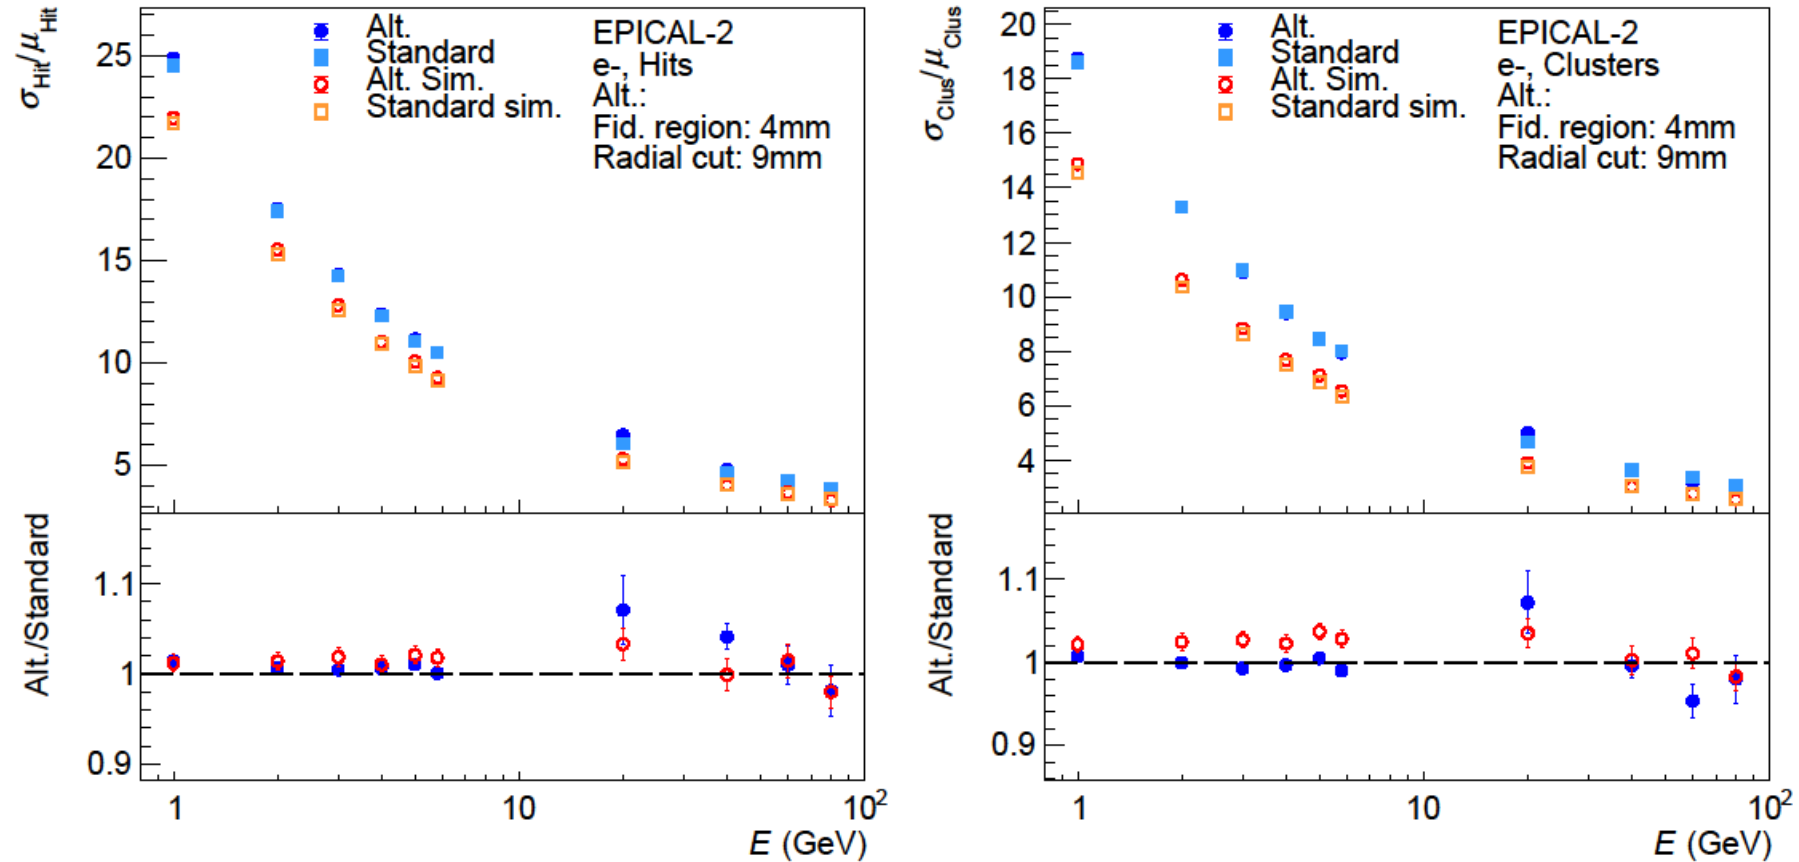 σHit/μHit
Alt.
Standard
Alt. Sim.
Standard sim.
EPICAL-2
e-, Hits
Alt.:
Fid. region: 4mm
Radial cut: 9mm
25
20
15
10
5
Alt./Standard
1.1
1
0.9
1
10
10²
E (GeV)
σClus/μClus
Alt.
Standard
Alt. Sim.
Standard sim.
EPICAL-2
e-, Clusters
Alt.:
Fid. region: 4mm
Radial cut: 9mm
20
18
16
14
12
10
8
6
4
Alt./Standard
1.1
1
0.9
1
10
10²
E (GeV)